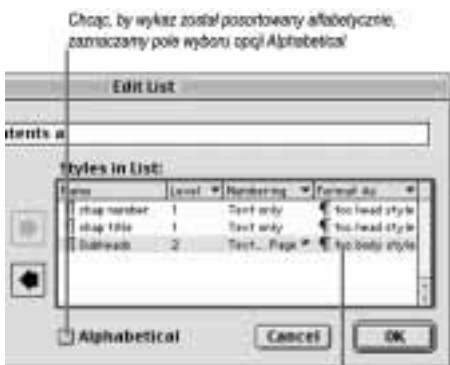 Chcąc, by wykaz został posortowany alfabetycznie,
zaznaczamy pole wyboru opcji Alphabetical
Edit List
tents a
Styles in List:
Name Level Numbering Format As
chap number 1 Text only ¶ toc head style
chap title 1 Text only ¶ toc head style
Subheads 2 Text... Page # ¶ toc body style
Alphabetical Cancel OK